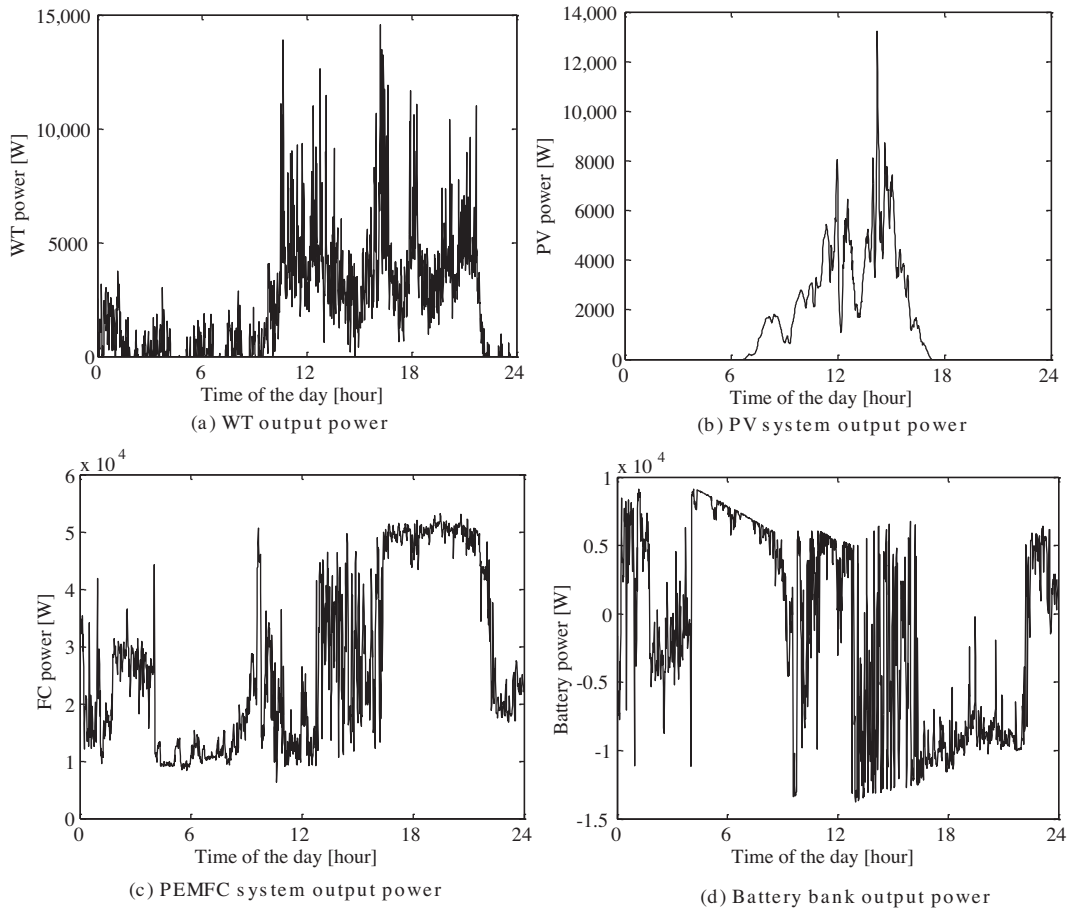 15,000
10,000
5000
0
WT power [W]
0 6 12 18 24
Time of the day [hour]
(a) WT output power
14,000
12,000
10,000
8000
6000
4000
2000
0
PV power [W]
0 6 12 18 24
Time of the day [hour]
(b) PV system output power
x 10^4
6
5
4
3
2
1
0
FC power [W]
0 6 12 18 24
Time of the day [hour]
(c) PEMFC system output power
x 10^4
1
0.5
0
-0.5
-1
-1.5
Battery power [W]
0 6 12 18 24
Time of the day [hour]
(d) Battery bank output power